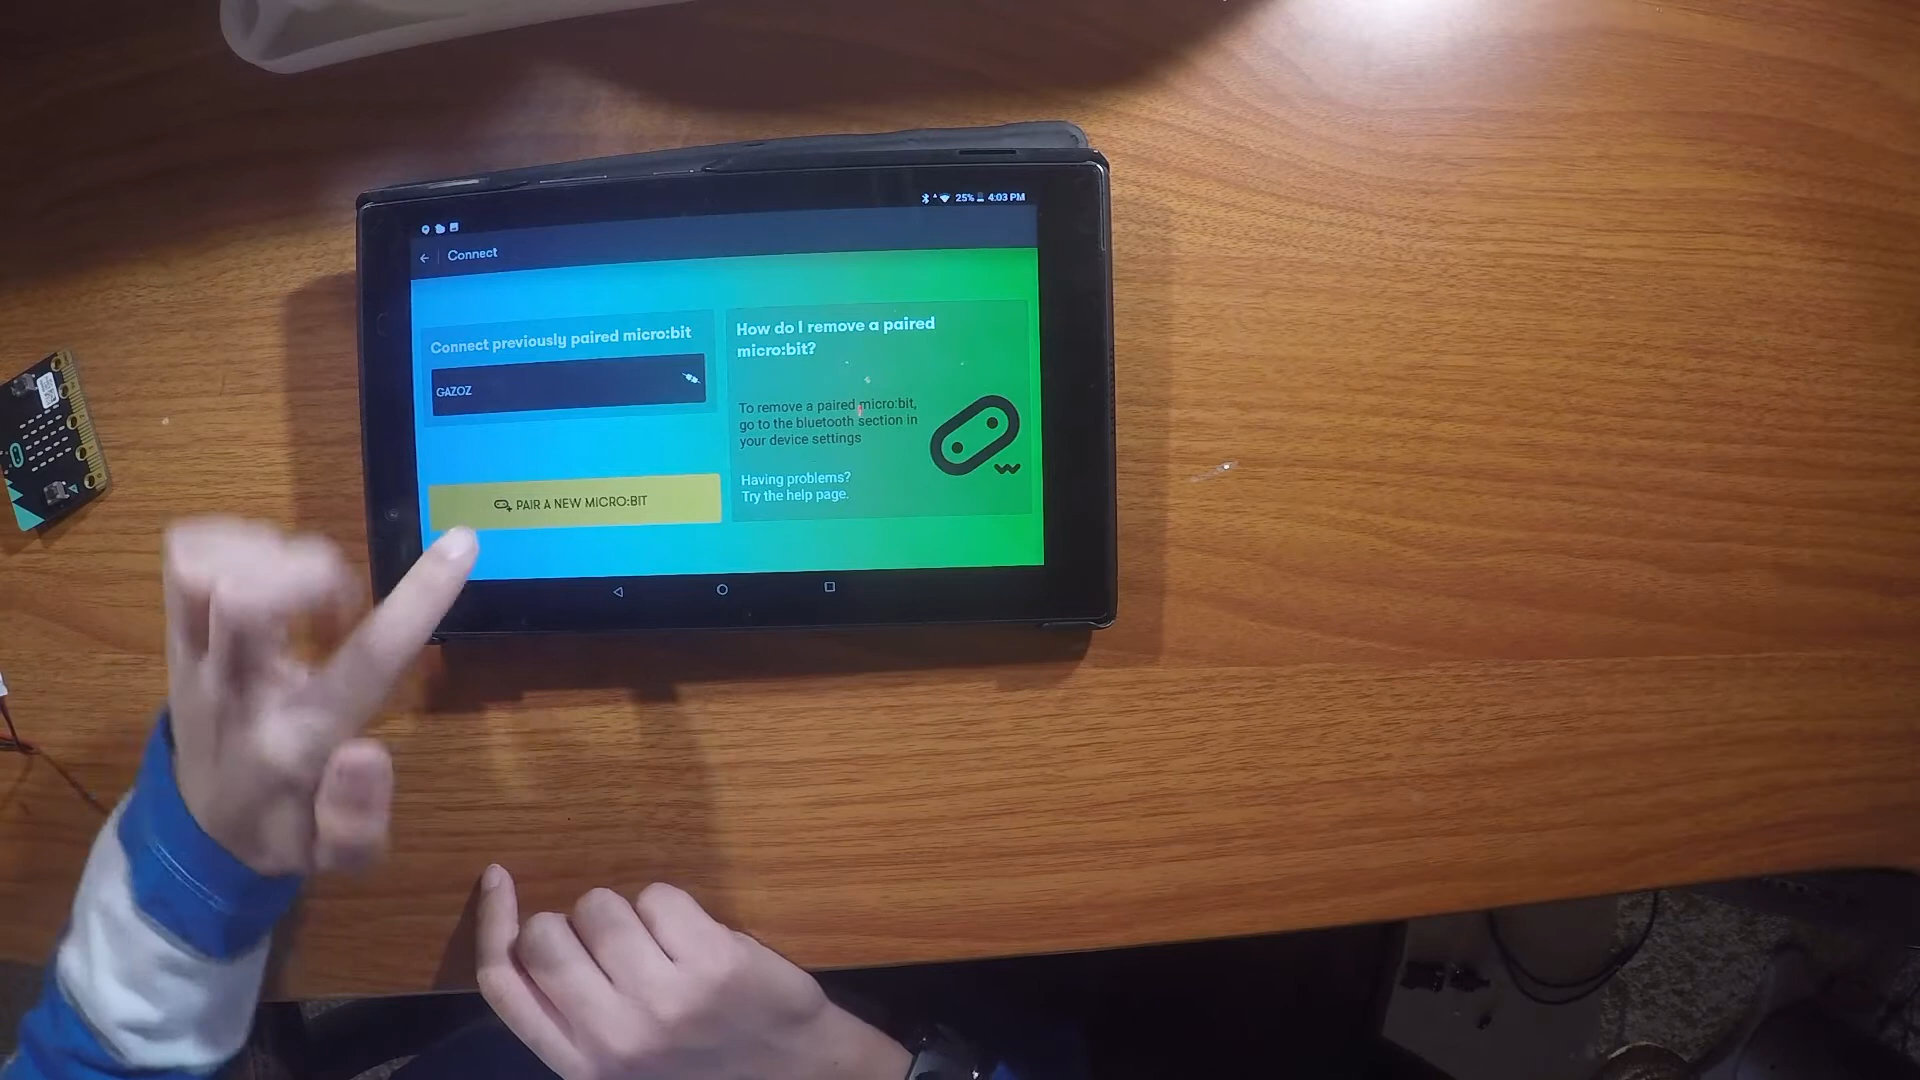 25% 4:03 PM
Connect
Connect previously paired micro:bit
GAZOZ
PAIR A NEW MICRO:BIT
How do I remove a paired
micro:bit?
To remove a paired micro:bit,
go to the bluetooth section in
your device settings
Having problems?
Try the help page.